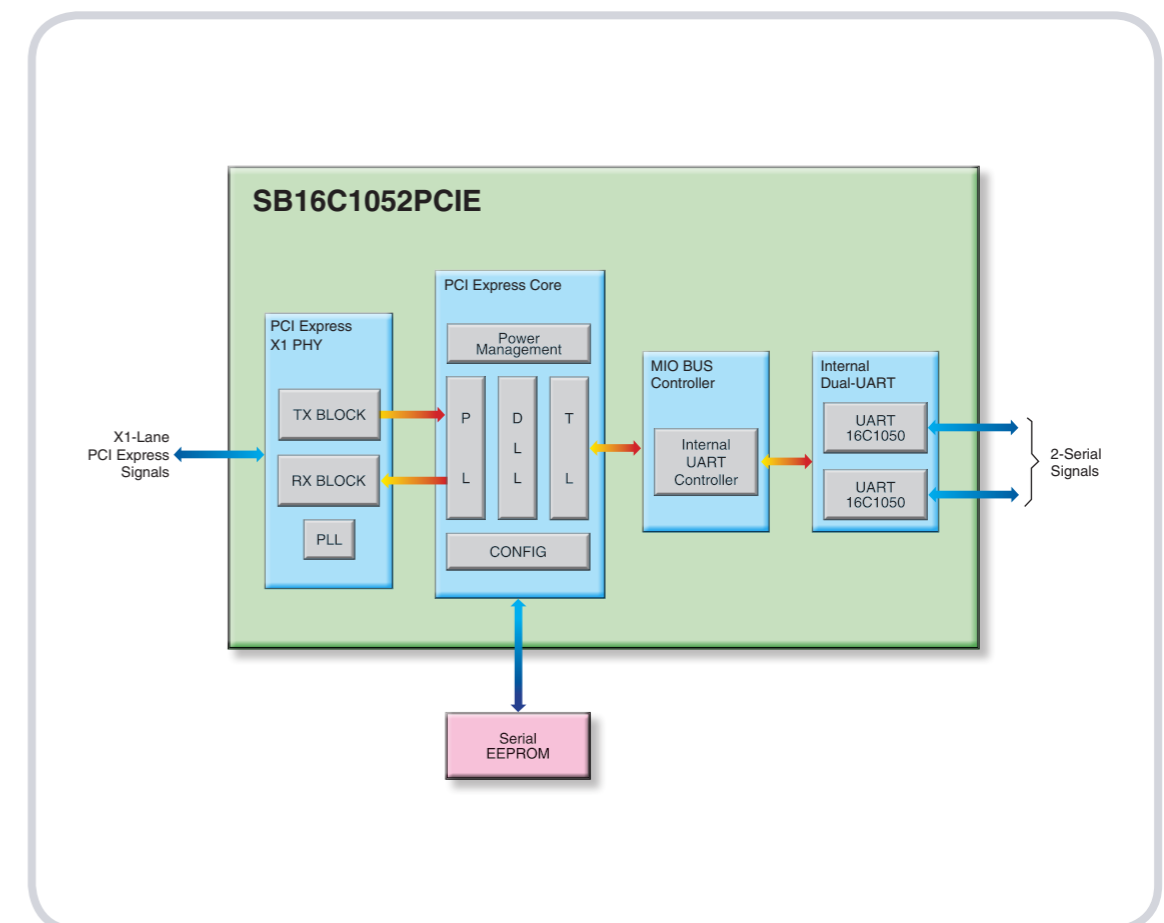 SB16C1052PCIE
PCI Express Core
PCI Express
X1 PHY
Power
Management
MIO BUS
Controller
Internal
Dual-UART
TX BLOCK
P L
D L L
T L
UART
16C1050
X1-Lane
PCI Express
Signals
RX BLOCK
Internal
UART
Controller
UART
16C1050
2-Serial
Signals
PLL
CONFIG
Serial
EEPROM